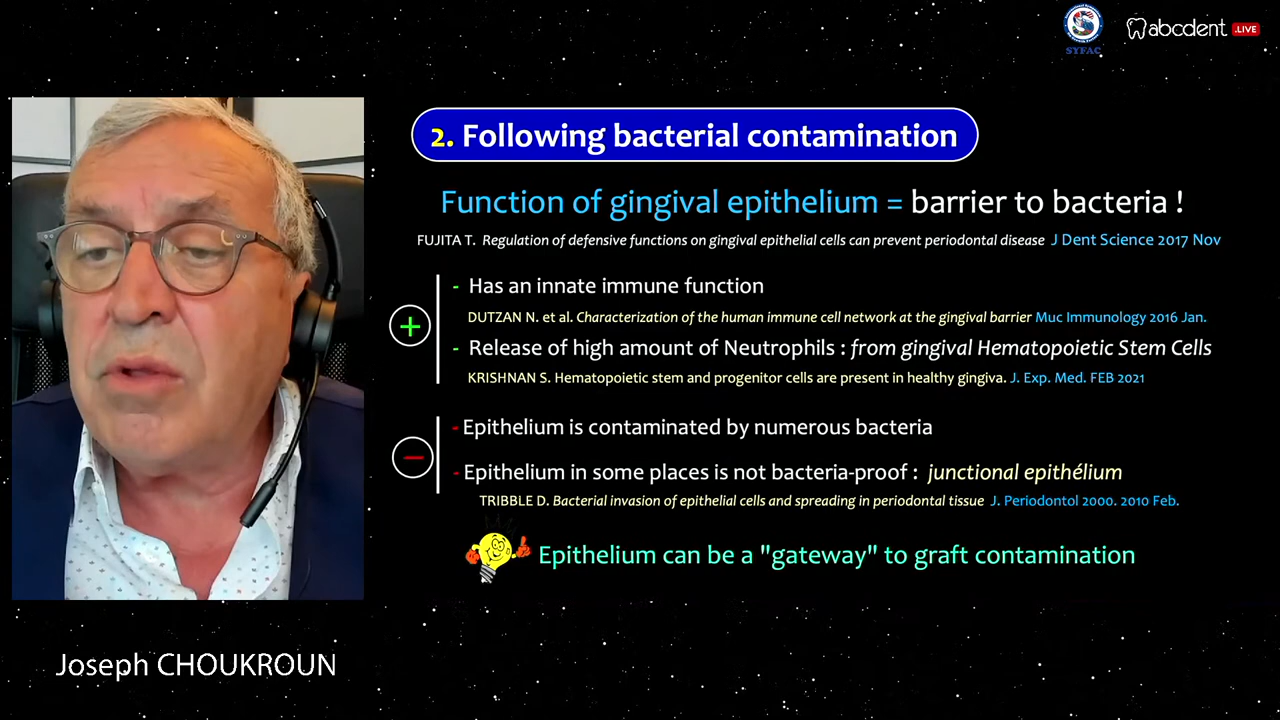 SYFAC
abcdent .LIVE
2. Following bacterial contamination
Function of gingival epithelium = barrier to bacteria !
FUJITA T. Regulation of defensive functions on gingival epithelial cells can prevent periodontal disease J Dent Science 2017 Nov
+
- Has an innate immune function
DUTZAN N. et al. Characterization of the human immune cell network at the gingival barrier Muc Immunology 2016 Jan.
- Release of high amount of Neutrophils : from gingival Hematopoietic Stem Cells
KRISHNAN S. Hematopoietic stem and progenitor cells are present in healthy gingiva. J. Exp. Med. FEB 2021
-
- Epithelium is contaminated by numerous bacteria
- Epithelium in some places is not bacteria-proof : junctional epithélium
TRIBBLE D. Bacterial invasion of epithelial cells and spreading in periodontal tissue J. Periodontol 2000. 2010 Feb.
Epithelium can be a "gateway" to graft contamination
Joseph CHOUKROUN